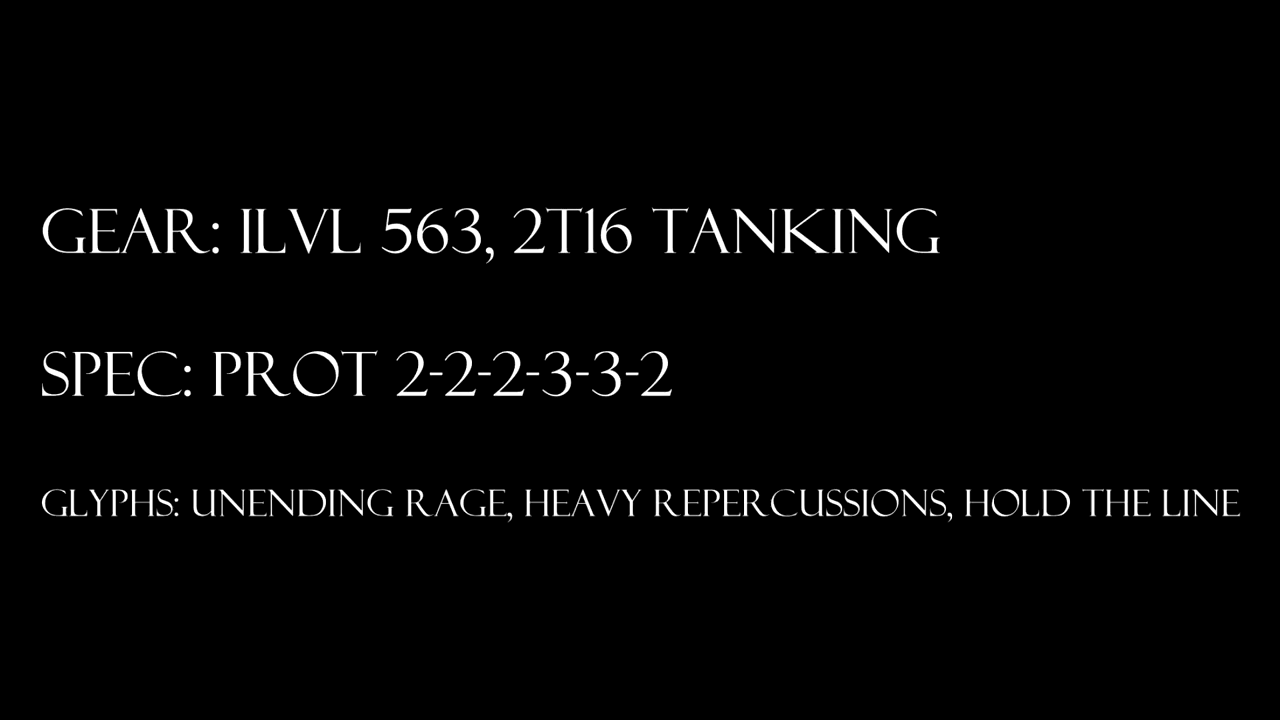 GEAR: ILVL 563, 2T16 TANKING
SPEC: PROT 2-2-2-3-3-2
GLYPHS: UNENDING RAGE, HEAVY REPERCUSSIONS, HOLD THE LINE